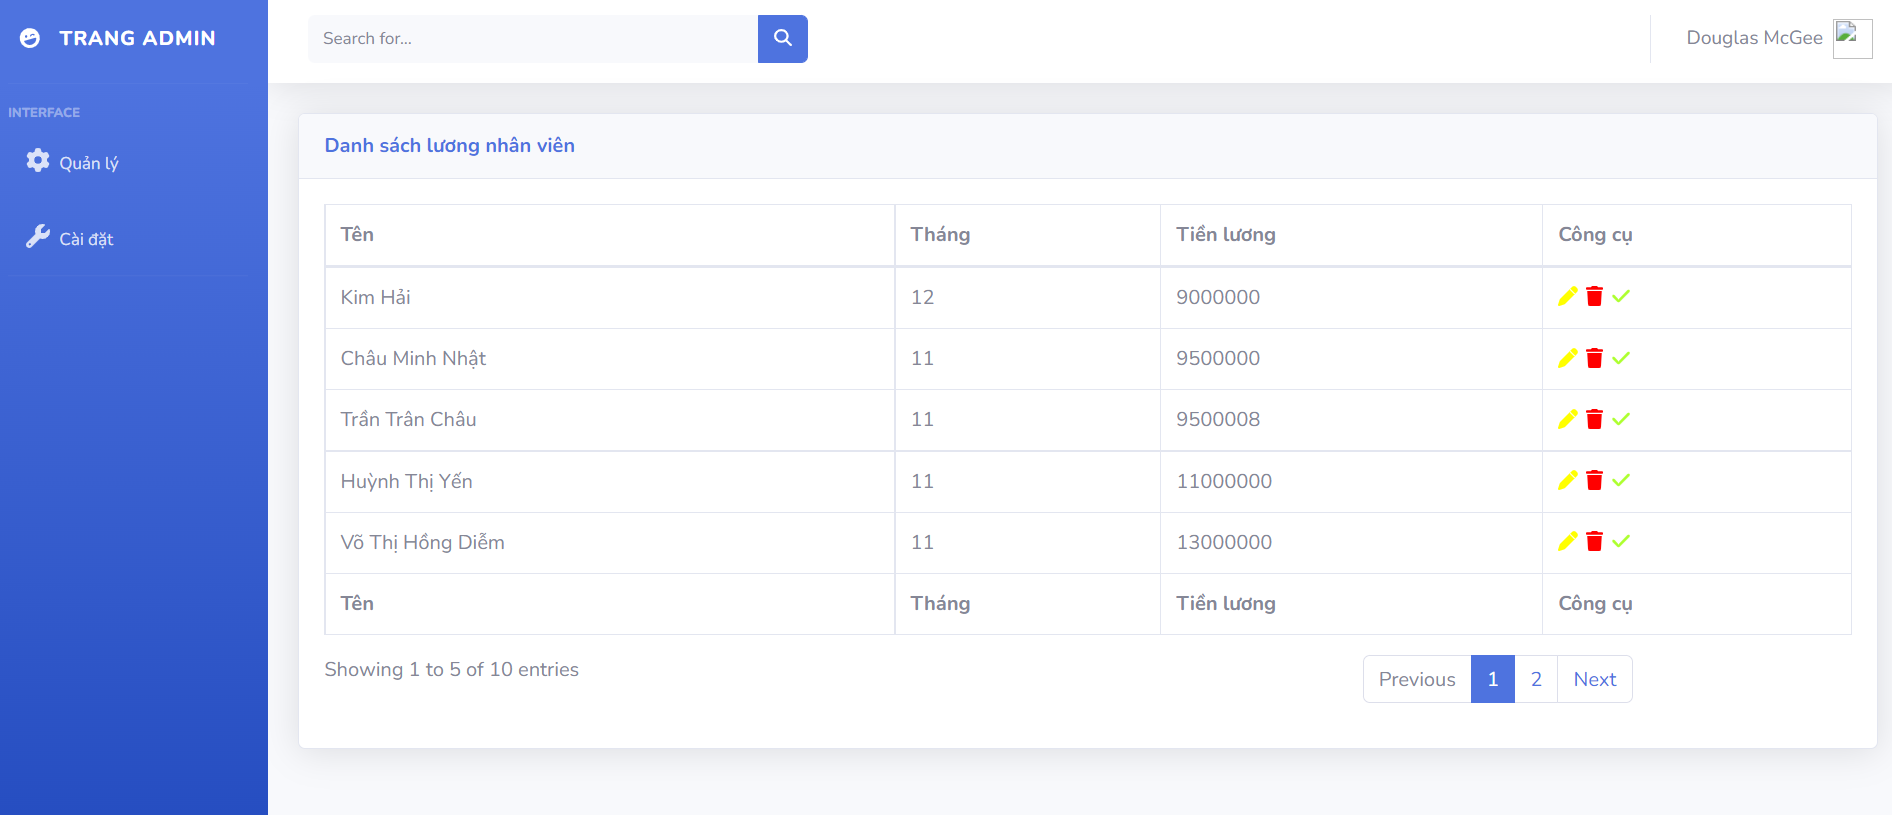 TRANG ADMIN
Search for...
Douglas McGee
INTERFACE
Quản lý
Cài đặt
Danh sách lương nhân viên
Tên Tháng Tiền lương Công cụ
Kim Hải 12 9000000
Châu Minh Nhật 11 9500000
Trần Trân Châu 11 9500008
Huỳnh Thị Yến 11 11000000
Võ Thị Hồng Diễm 11 13000000
Tên Tháng Tiền lương Công cụ
Showing 1 to 5 of 10 entries
Previous 1 2 Next